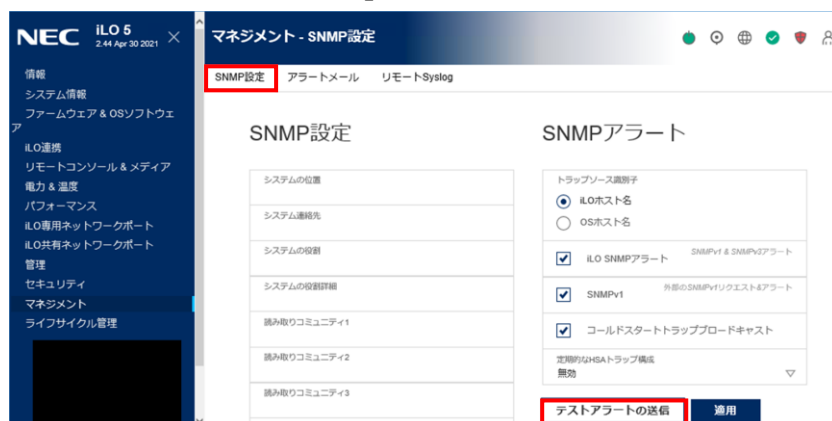 NEC iLO 5
2.44 Apr 30 2021
マネジメント - SNMP設定
情報
システム情報
ファームウェア & OSソフトウェ
ア
iLO連携
リモートコンソール & メディア
電力 & 温度
パフォーマンス
iLO専用ネットワークポート
iLO共有ネットワークポート
管理
セキュリティ
マネジメント
ライフサイクル管理
SNMP設定 アラートメール リモートSyslog
SNMP設定
システムの位置
システム連絡先
システムの役割
システムの役割詳細
読み取りコミュニティ1
読み取りコミュニティ2
読み取りコミュニティ3
SNMPアラート
トラップソース識別子
iLOホスト名
OSホスト名
iLO SNMPアラート SNMPv1 & SNMPv3アラート
SNMPv1 外部のSNMPv1リクエスト&アラート
コールドスタートトラップブロードキャスト
定期的なHSAトラップ構成
無効
テストアラートの送信 適用